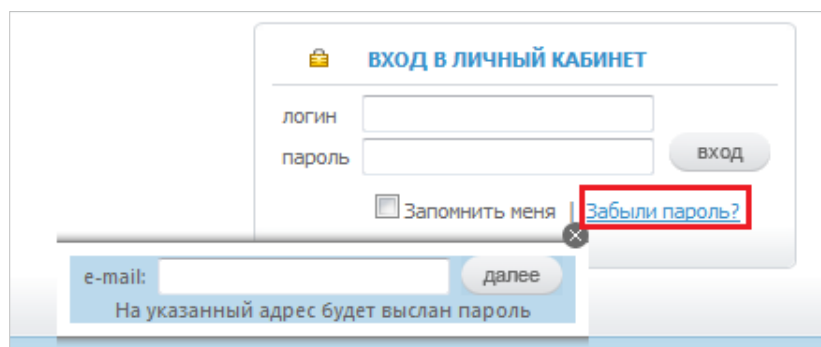 ВХОД В ЛИЧНЫЙ КАБИНЕТ
логин
пароль
вход
Запомнить меня | Забыли пароль?
e-mail:
далее
На указанный адрес будет выслан пароль